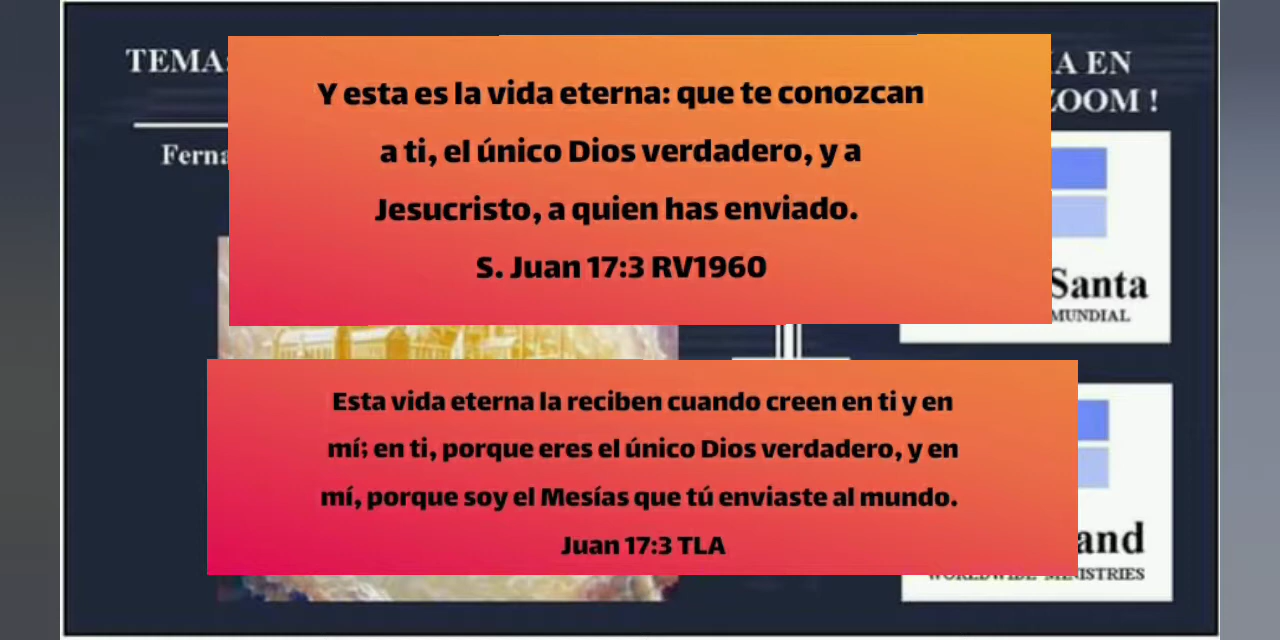 TEMA:
A EN
ZOOM !
Y esta es la vida eterna: que te conozcan
a ti, el único Dios verdadero, y a
Jesucristo, a quien has enviado.
S. Juan 17:3 RV1960
Santa
MUNDIAL
Esta vida eterna la reciben cuando creen en ti y en
mí; en ti, porque eres el único Dios verdadero, y en
mí, porque soy el Mesías que tú enviaste al mundo.
Juan 17:3 TLA
and
WORLDWIDE MINISTRIES